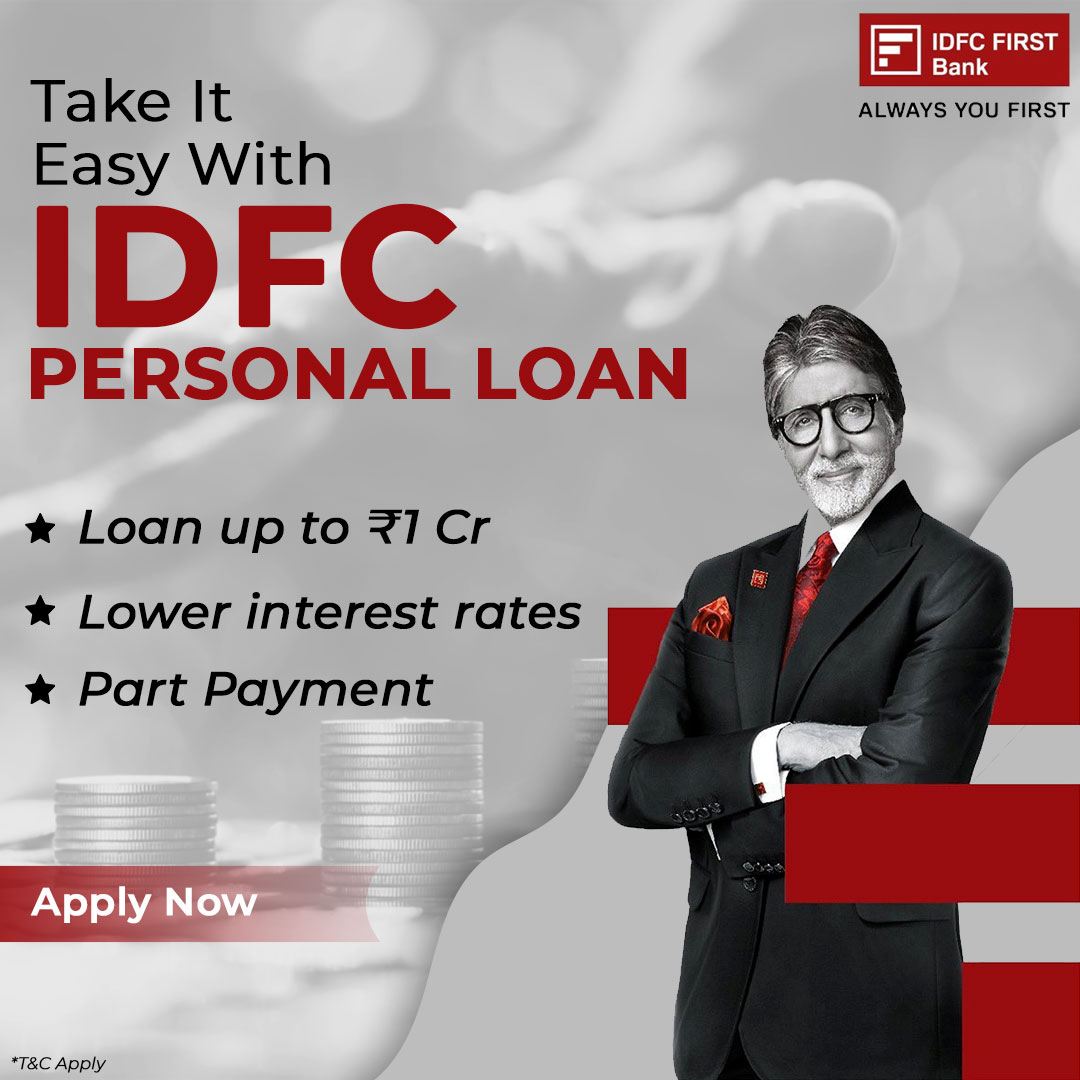 IDFC FIRST
Bank
ALWAYS YOU FIRST
Take It
Easy With
IDFC
PERSONAL LOAN
Loan up to ₹1 Cr
Lower interest rates
Part Payment
Apply Now
*T&C Apply